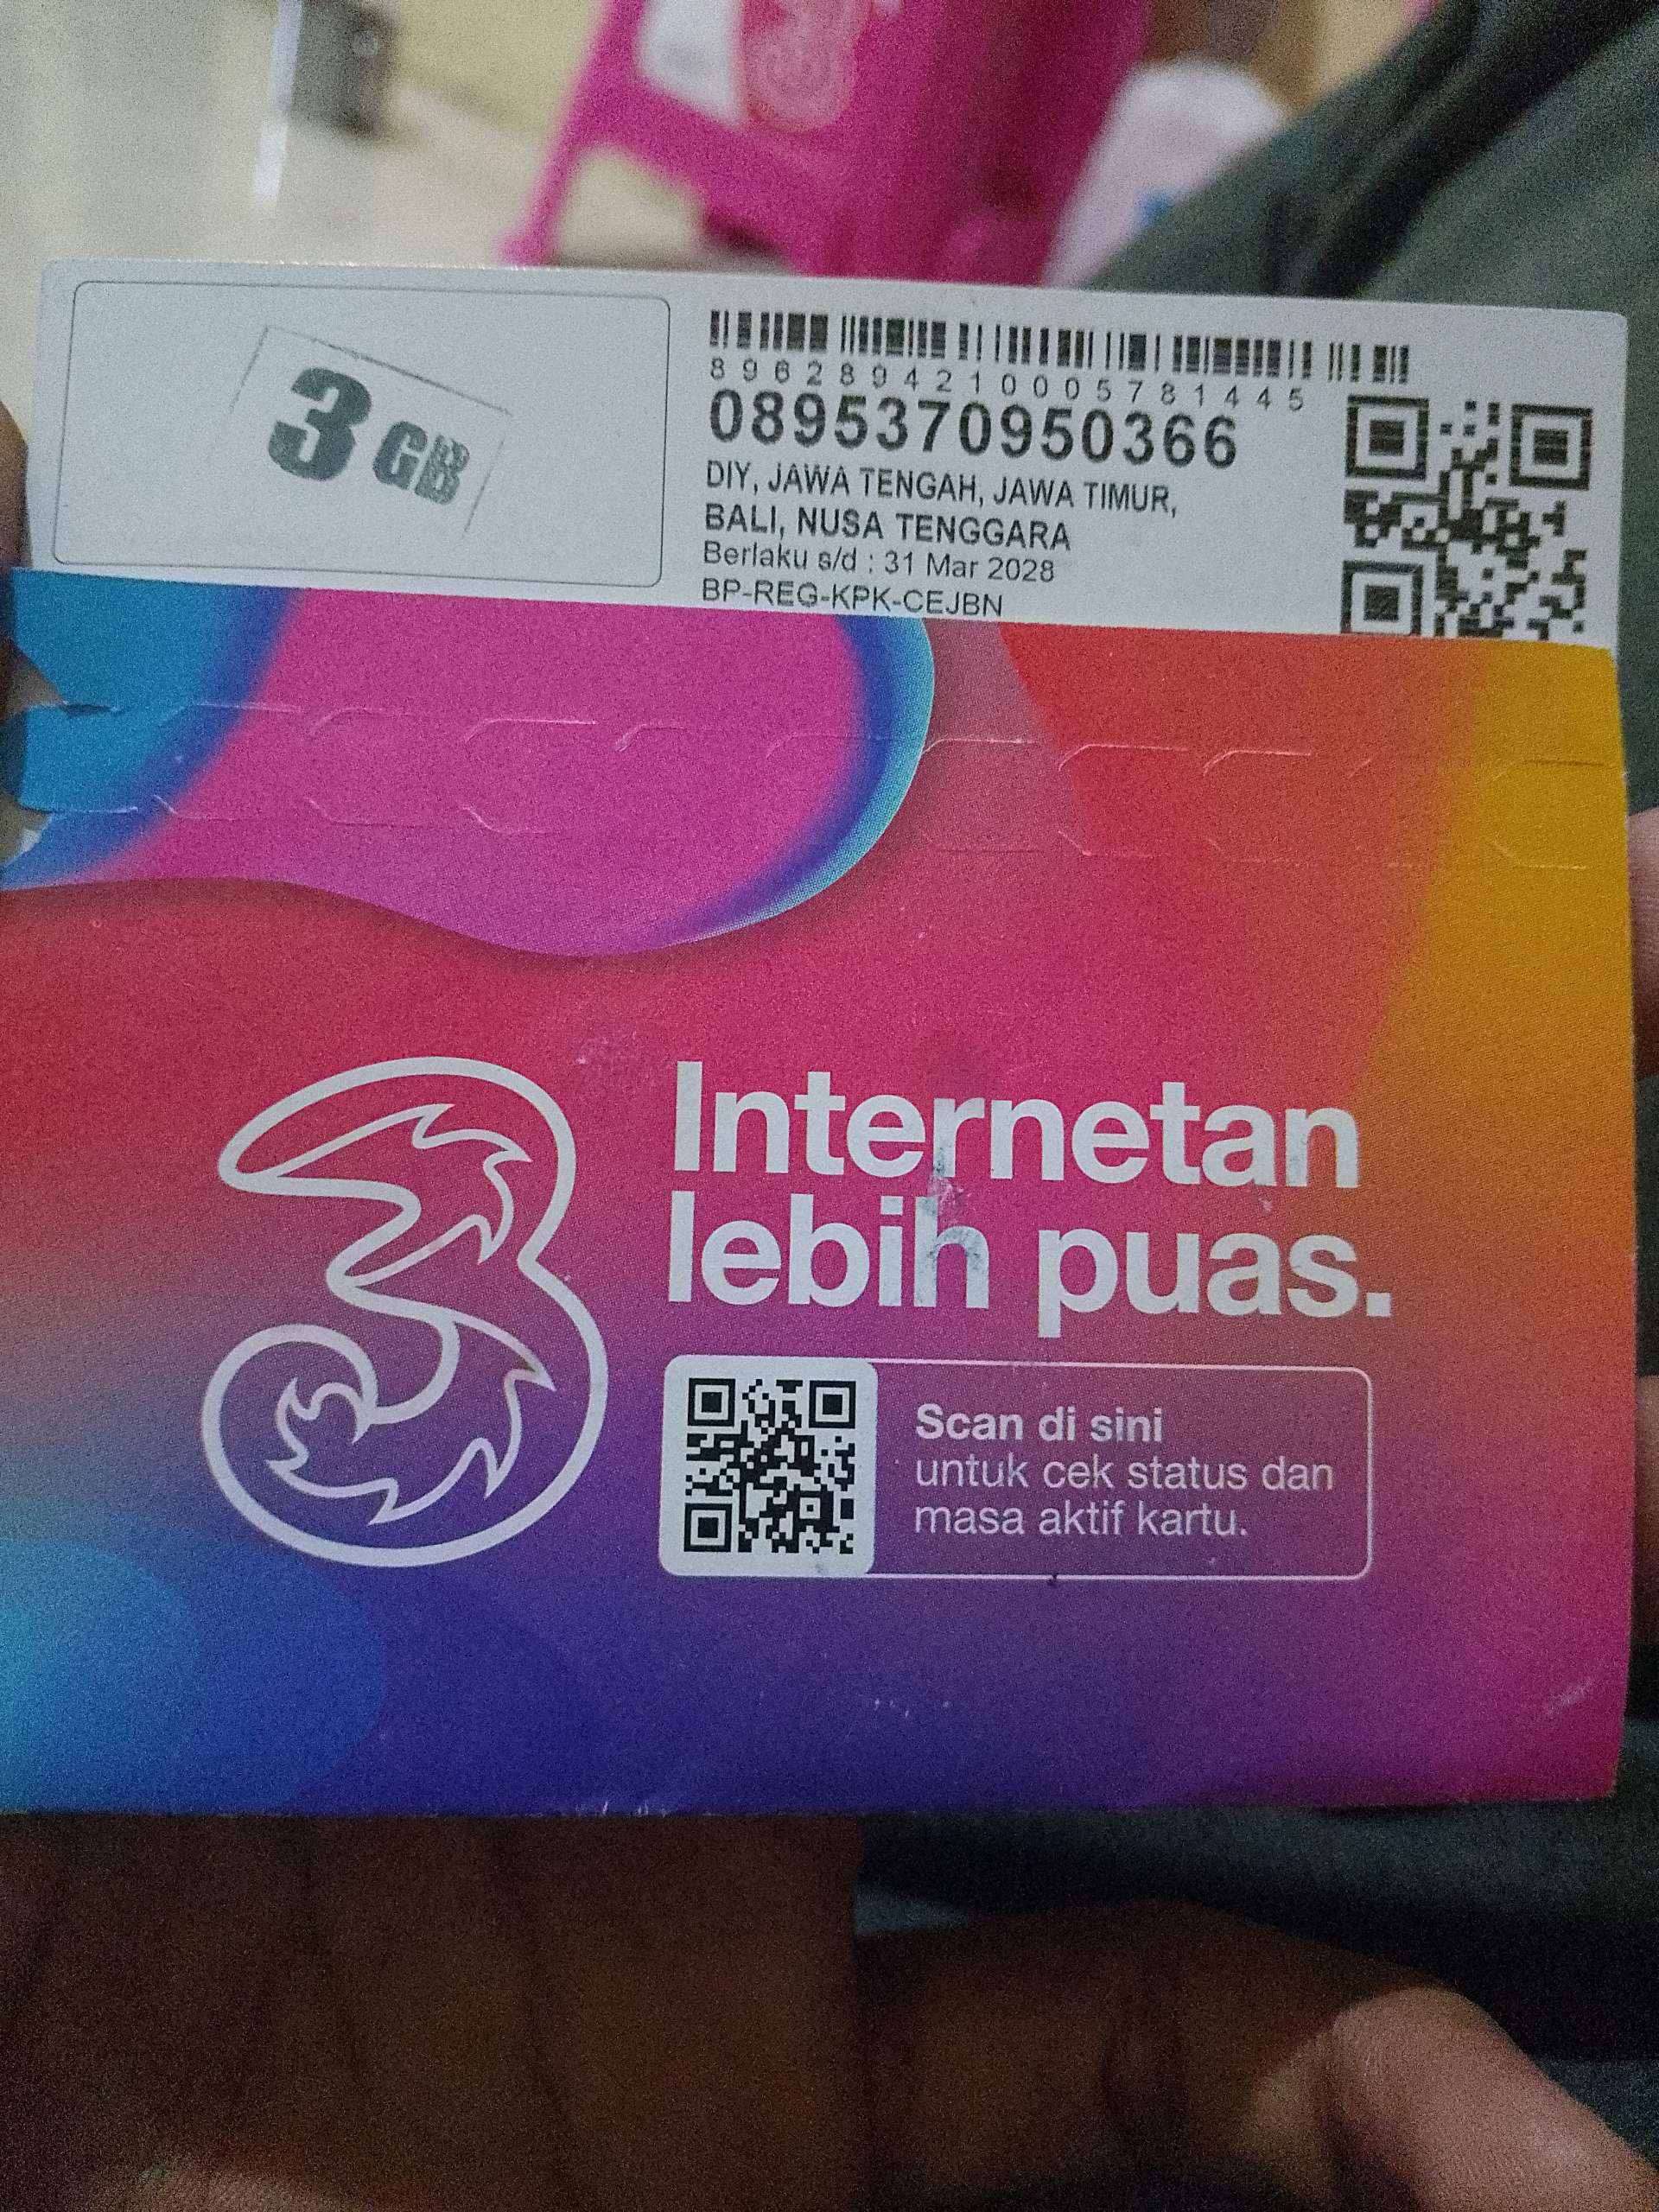 3 GB
8962894210005781445
0895370950366
DIY, JAWA TENGAH, JAWA TIMUR,
BALI, NUSA TENGGARA
Berlaku s/d : 31 Mar 2028
BP-REG-KPK-CEJBN
3
Internetan
lebih puas.
Scan di sini
untuk cek status dan
masa aktif kartu.